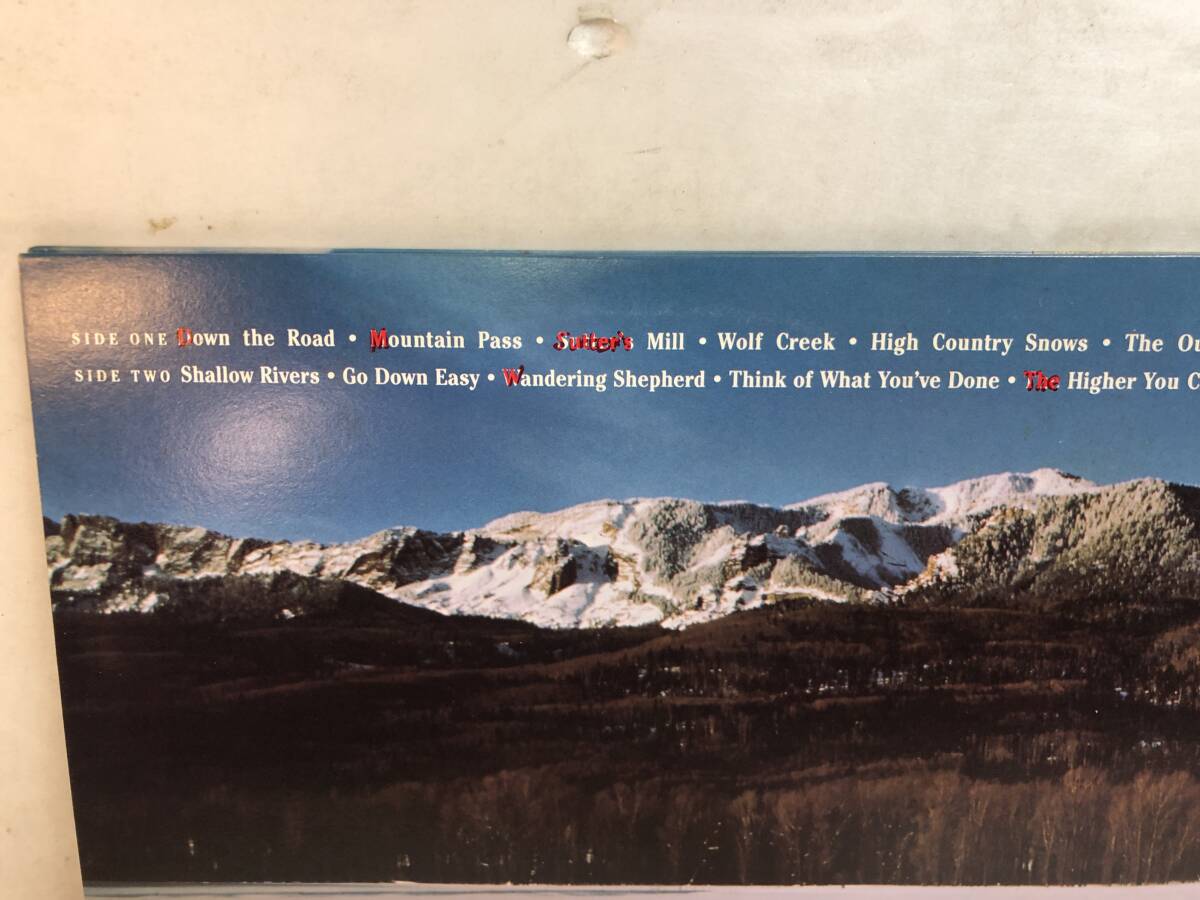 SIDE ONE Down the Road • Mountain Pass • Sutter's Mill • Wolf Creek • High Country Snows • The
SIDE TWO Shallow Rivers • Go Down Easy • Wandering Shepherd • Think of What You've Done • The Higher You